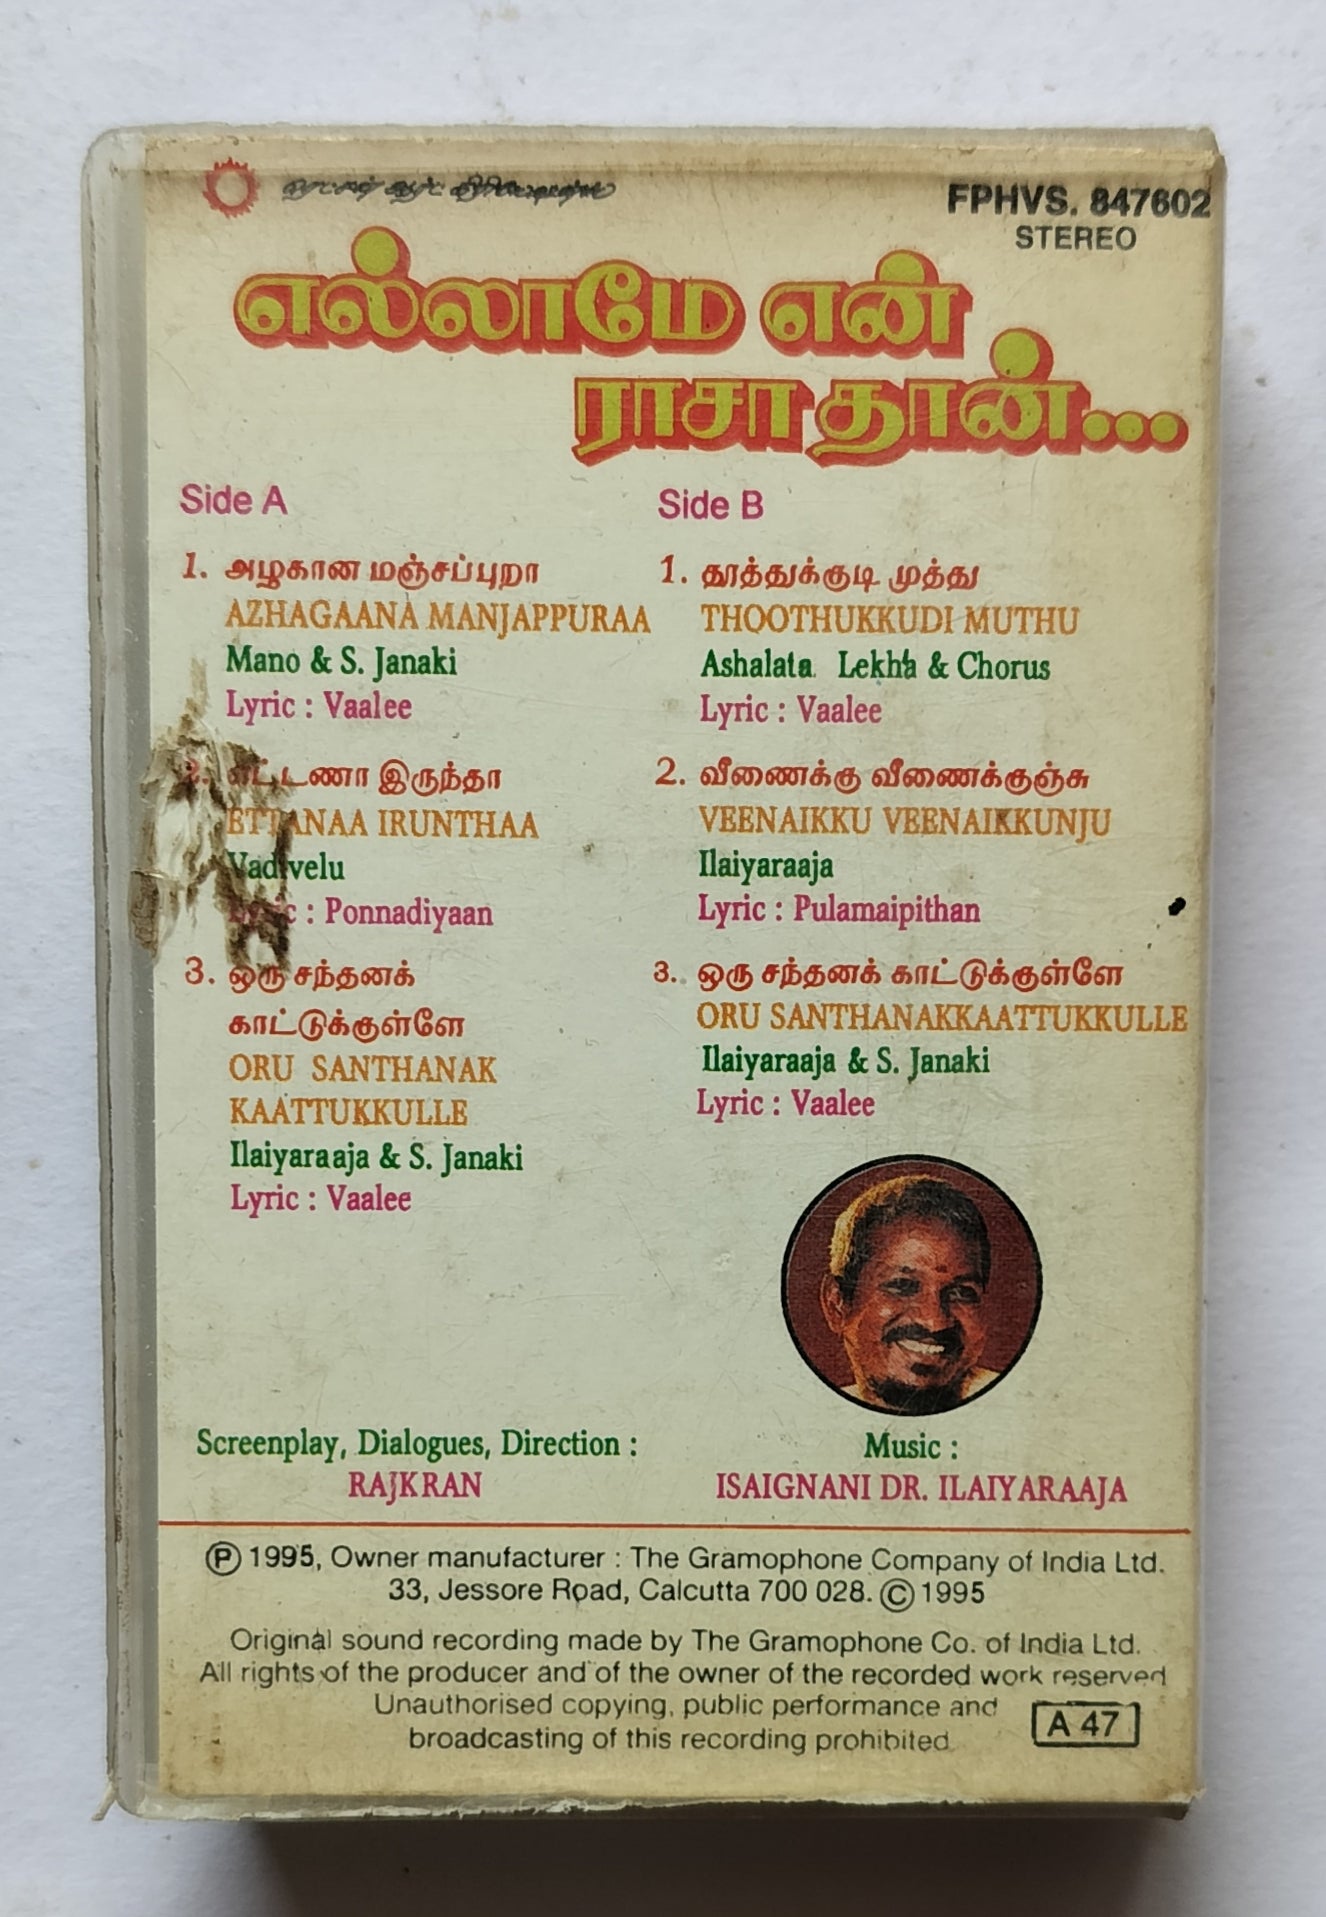 FPHVS. 847602
STEREO
எல்லாமே என்
ராசாதான்...
Side A
1. அழகான மஞ்சப்புறா
AZHAGAANA MANJAPPURAA
Mano & S. Janaki
Lyric : Vaalee
2. எட்டணா இருந்தா
ETTANAA IRUNTHAA
Vadivelu
Lyric : Ponnadiyaan
3. ஒரு சந்தனக்
காட்டுக்குள்ளே
ORU SANTHANAK
KAATTUKKULLE
Ilaiyaraaja & S. Janaki
Lyric : Vaalee
Side B
1. தூத்துக்குடி முத்து
THOOTHUKKUDI MUTHU
Ashalata Lekha & Chorus
Lyric : Vaalee
2. வீணைக்கு வீணைக்குஞ்சு
VEENAIKKU VEENAIKKUNJU
Ilaiyaraaja
Lyric : Pulamaipithan
3. ஒரு சந்தனக் காட்டுக்குள்ளே
ORU SANTHANAKKAATTUKKULLE
Ilaiyaraaja & S. Janaki
Lyric : Vaalee
Screenplay, Dialogues, Direction :
RAJKRAN
Music :
ISAIGNANI DR. ILAIYARAAJA
Ⓟ 1995, Owner manufacturer : The Gramophone Company of India Ltd.
33, Jessore Road, Calcutta 700 028. © 1995
Original sound recording made by The Gramophone Co. of India Ltd.
All rights of the producer and of the owner of the recorded work reserved
Unauthorised copying, public performance and
broadcasting of this recording prohibited
A 47